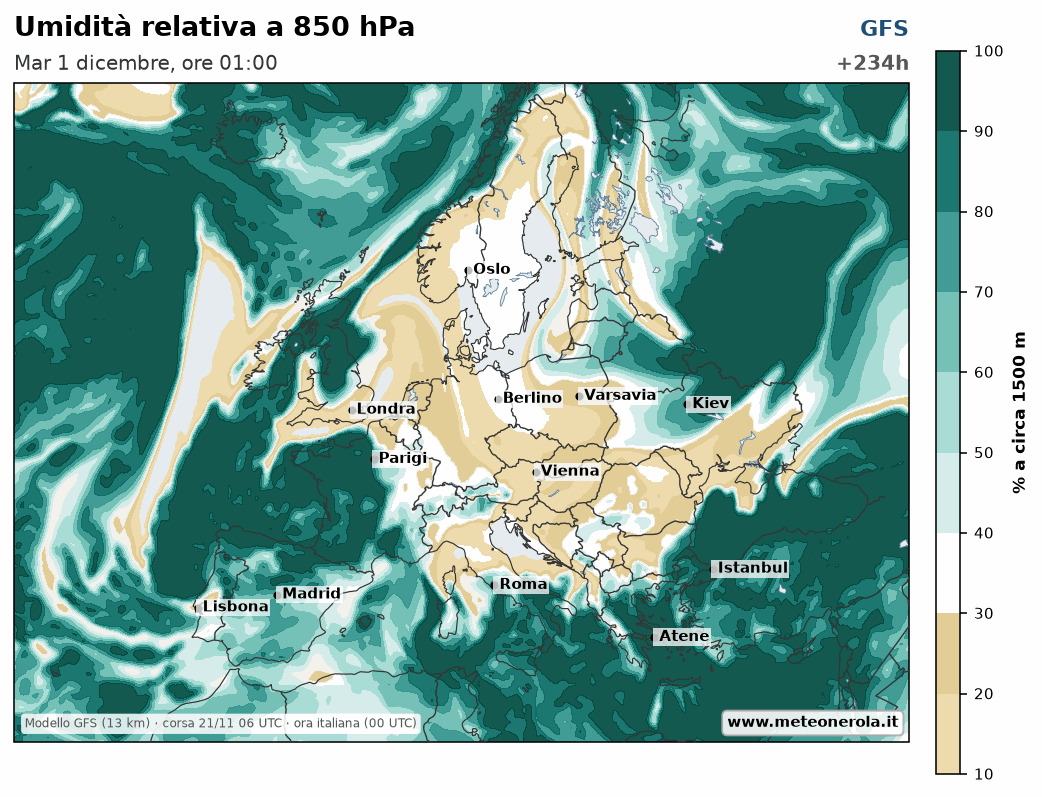 Umidità relativa a 850 hPa
GFS
Mar 1 dicembre, ore 01:00
+234h
100
90
80
70
60
50
40
30
20
10
% a circa 1500 m
Oslo
Londra
Berlino
Varsavia
Kiev
Parigi
Vienna
Istanbul
Roma
Madrid
Lisbona
Atene
Modello GFS (13 km) · corsa 21/11 06 UTC · ora italiana (00 UTC)
www.meteonerola.it